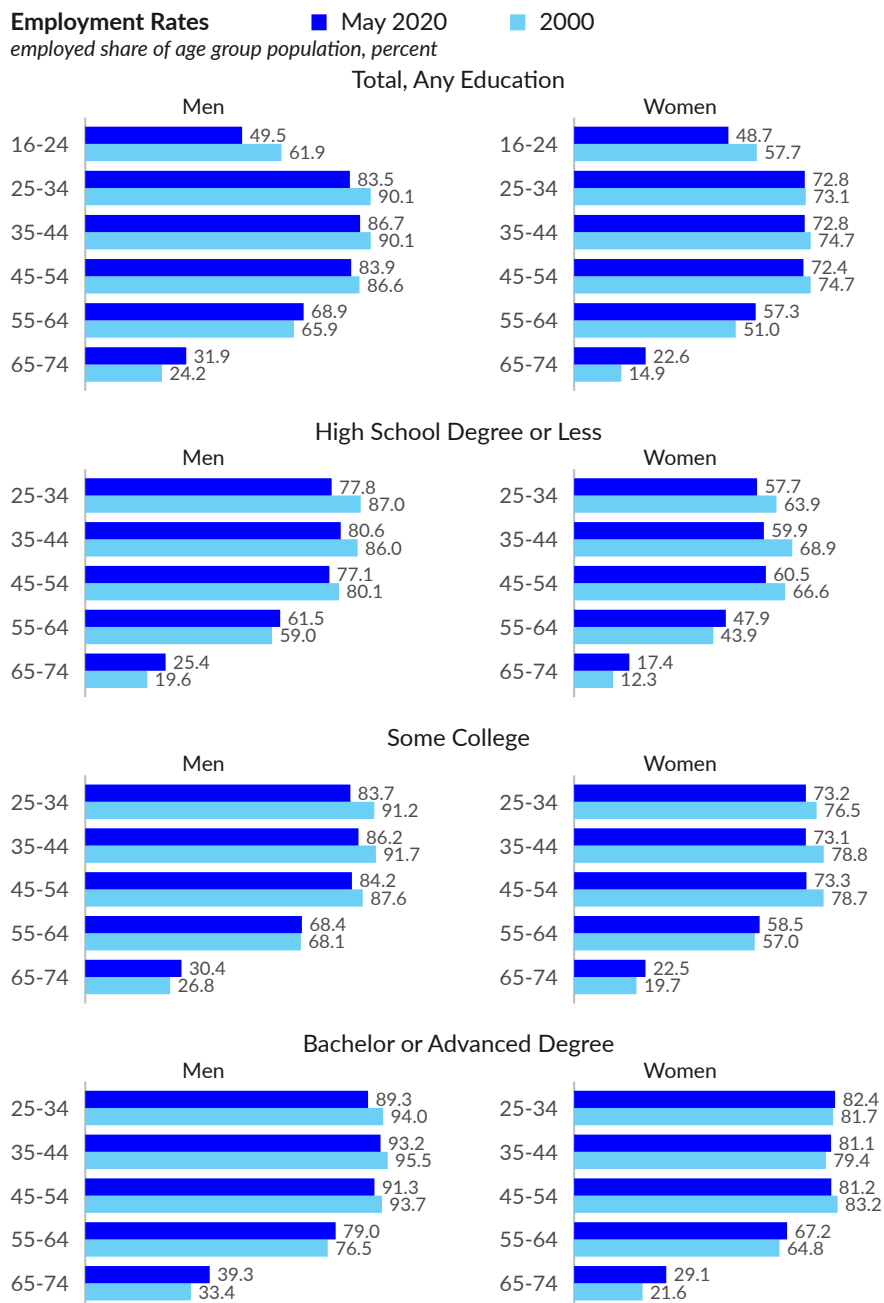 Employment Rates May 2020 2000
employed share of age group population, percent
Total, Any Education
Men Women
16-24 49.5 61.9 16-24 48.7 57.7
25-34 83.5 90.1 25-34 72.8 73.1
35-44 86.7 90.1 35-44 72.8 74.7
45-54 83.9 86.6 45-54 72.4 74.7
55-64 68.9 65.9 55-64 57.3 51.0
65-74 31.9 24.2 65-74 22.6 14.9
High School Degree or Less
Men Women
25-34 77.8 87.0 25-34 57.7 63.9
35-44 80.6 86.0 35-44 59.9 68.9
45-54 77.1 80.1 45-54 60.5 66.6
55-64 61.5 59.0 55-64 47.9 43.9
65-74 25.4 19.6 65-74 17.4 12.3
Some College
Men Women
25-34 83.7 91.2 25-34 73.2 76.5
35-44 86.2 91.7 35-44 73.1 78.8
45-54 84.2 87.6 45-54 73.3 78.7
55-64 68.4 68.1 55-64 58.5 57.0
65-74 30.4 26.8 65-74 22.5 19.7
Bachelor or Advanced Degree
Men Women
25-34 89.3 94.0 25-34 82.4 81.7
35-44 93.2 95.5 35-44 81.1 79.4
45-54 91.3 93.7 45-54 81.2 83.2
55-64 79.0 76.5 55-64 67.2 64.8
65-74 39.3 33.4 65-74 29.1 21.6